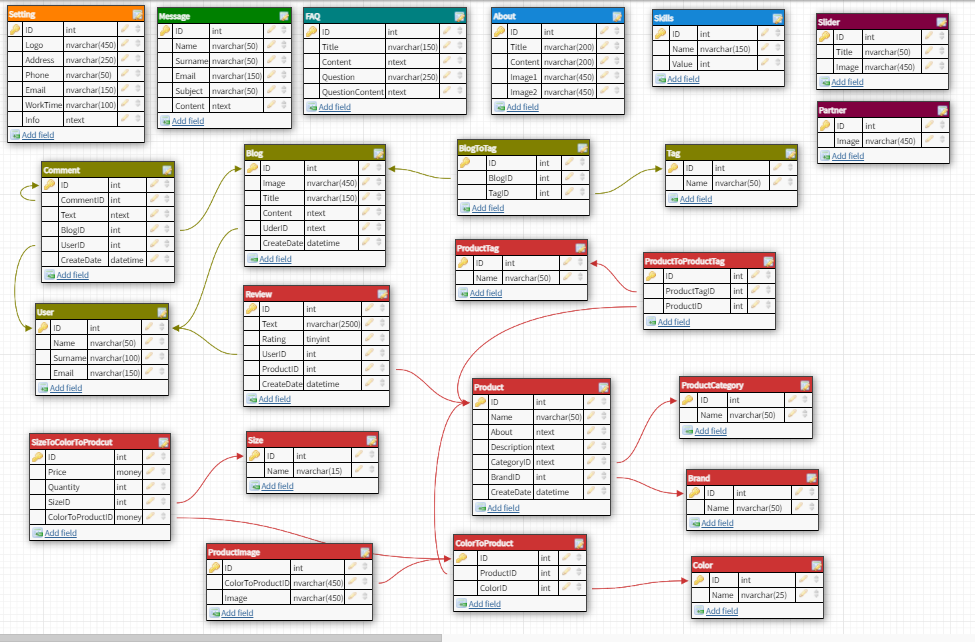 Setting
ID int
Logo nvarchar(450)
Address nvarchar(250)
Phone nvarchar(50)
Email nvarchar(150)
WorkTime nvarchar(100)
Info ntext
Add field
Message
ID int
Name nvarchar(50)
Surname nvarchar(50)
Email nvarchar(150)
Subject nvarchar(50)
Content ntext
Add field
FAQ
ID int
Title nvarchar(150)
Content ntext
Question nvarchar(250)
QuestionContent ntext
Add field
About
ID int
Title nvarchar(200)
Content nvarchar(200)
Image1 nvarchar(450)
Image2 nvarchar(450)
Add field
Skills
ID int
Name nvarchar(150)
Value int
Add field
Slider
ID int
Title nvarchar(50)
Image nvarchar(450)
Add field
Partner
ID int
Image nvarchar(450)
Add field
Comment
ID int
CommentID int
Text ntext
BlogID int
UserID int
CreateDate datetime
Add field
Blog
ID int
Image nvarchar(450)
Title nvarchar(150)
Content ntext
UderID ntext
CreateDate datetime
Add field
BlogToTag
ID int
BlogID int
TagID int
Add field
Tag
ID int
Name nvarchar(50)
Add field
ProductTag
ID int
Name nvarchar(50)
Add field
ProductToProductTag
ID int
ProductTagID int
ProductID int
Add field
User
ID int
Name nvarchar(50)
Surname nvarchar(100)
Email nvarchar(150)
Add field
Review
ID int
Text nvarchar(2500)
Rating tinyint
UserID int
ProductID int
CreateDate datetime
Add field
Product
ID int
Name nvarchar(50)
About ntext
Description ntext
CategoryID ntext
BrandID int
CreateDate datetime
Add field
ProductCategory
ID int
Name nvarchar(50)
Add field
SizeToColorToProdcut
ID int
Price money
Quantity int
SizeID int
ColorToProductID money
Add field
Size
ID int
Name nvarchar(15)
Add field
Brand
ID int
Name nvarchar(50)
Add field
ProductImage
ID int
ColorToProductID nvarchar(450)
Image nvarchar(450)
Add field
ColorToProduct
ID int
ProductID int
ColorID int
Add field
Color
ID int
Name nvarchar(25)
Add field